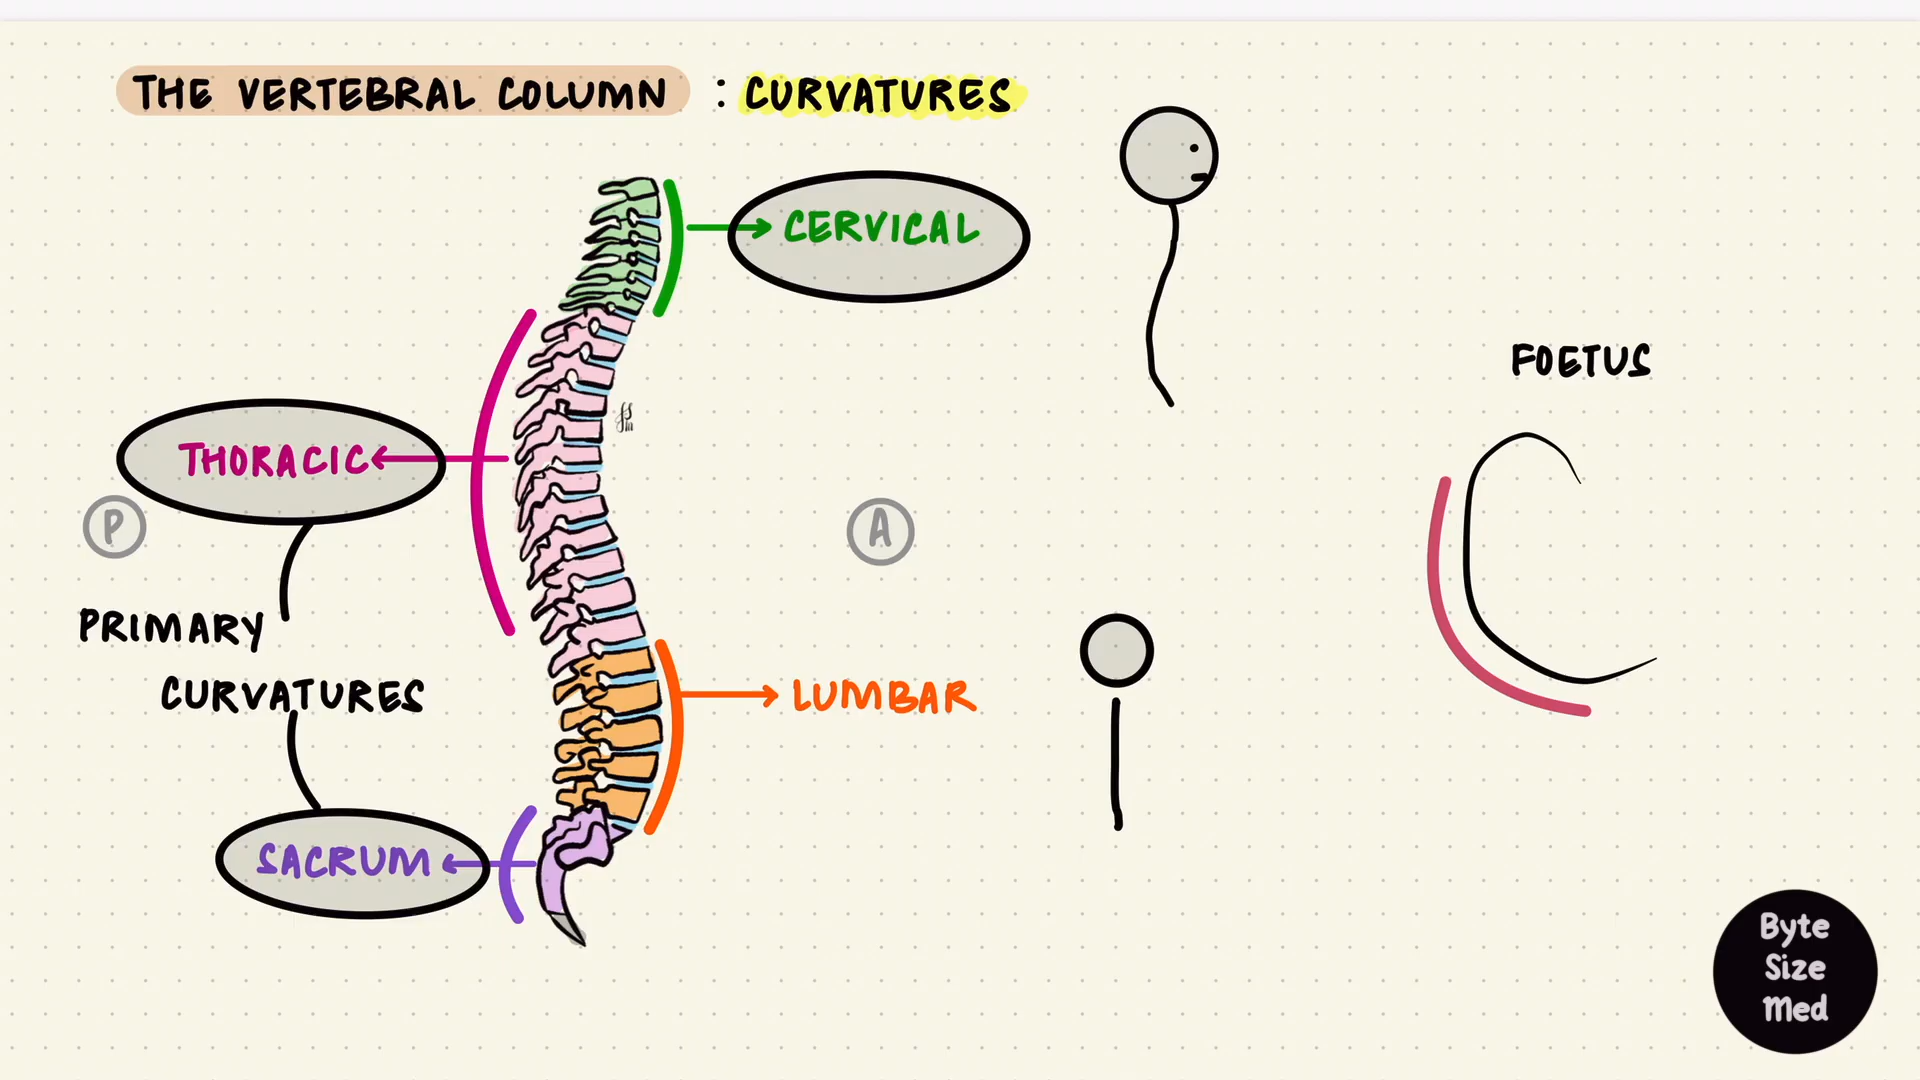 THE VERTEBRAL COLUMN : CURVATURES
CERVICAL
FOETUS
THORACIC
P
A
PRIMARY
CURVATURES
LUMBAR
SACRUM
Byte
Size
Med